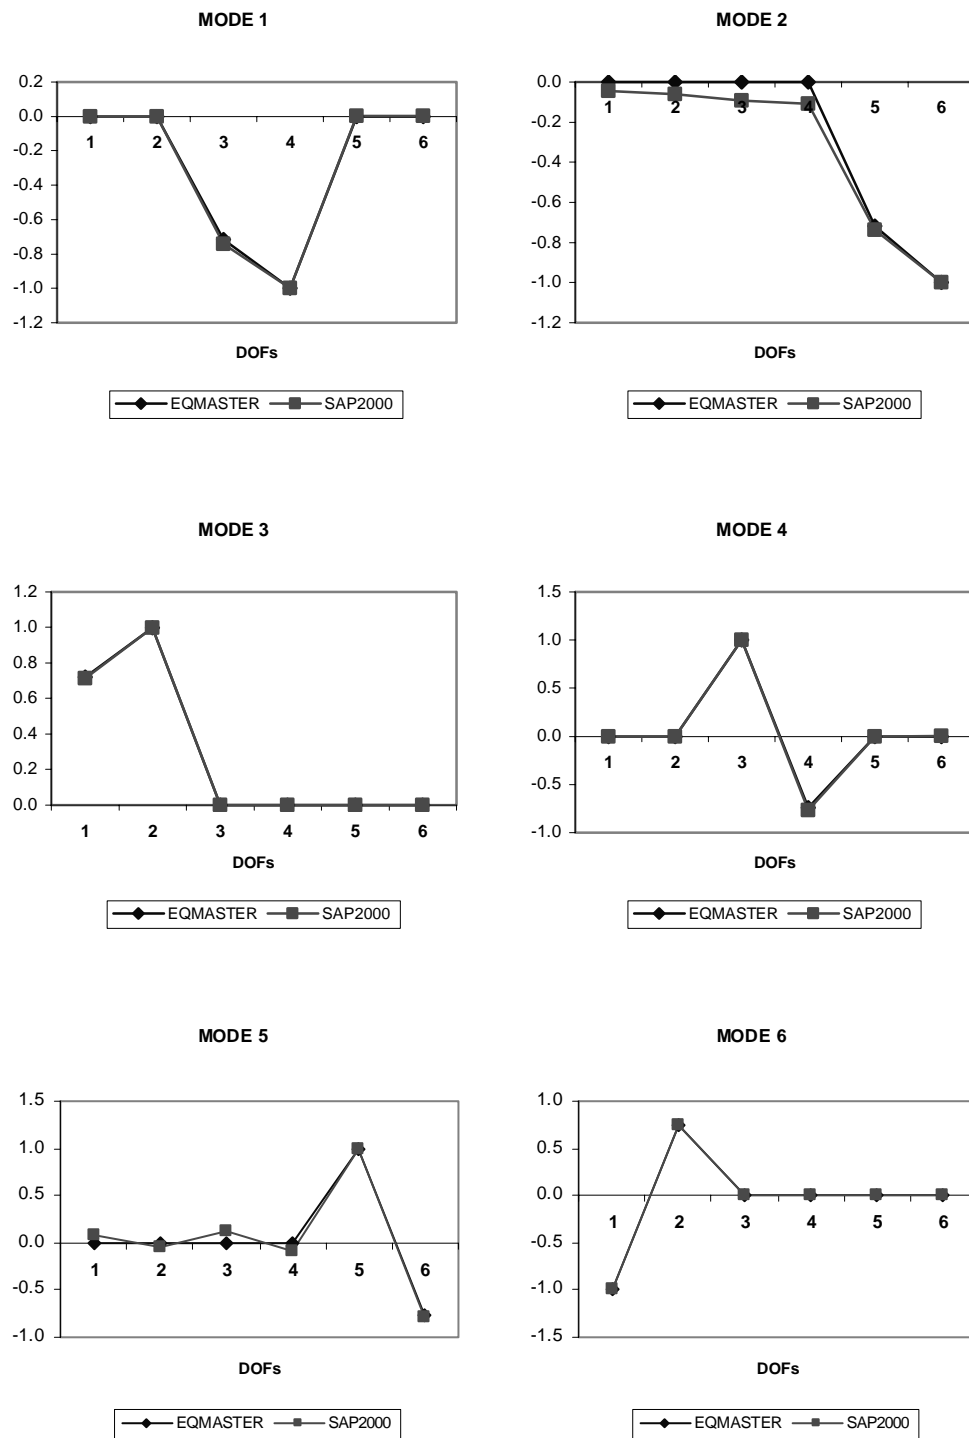 MODE 1
0.2
0.0
-0.2
-0.4
-0.6
-0.8
-1.0
-1.2
1 2 3 4 5 6
DOFs
EQMASTER SAP2000
MODE 2
0.0
-0.2
-0.4
-0.6
-0.8
-1.0
-1.2
1 2 3 4 5 6
DOFs
EQMASTER SAP2000
MODE 3
1.2
1.0
0.8
0.6
0.4
0.2
0.0
1 2 3 4 5 6
DOFs
EQMASTER SAP2000
MODE 4
1.5
1.0
0.5
0.0
-0.5
-1.0
1 2 3 4 5 6
DOFs
EQMASTER SAP2000
MODE 5
1.5
1.0
0.5
0.0
-0.5
-1.0
1 2 3 4 5 6
DOFs
EQMASTER SAP2000
MODE 6
1.0
0.5
0.0
-0.5
-1.0
-1.5
1 2 3 4 5 6
DOFs
EQMASTER SAP2000